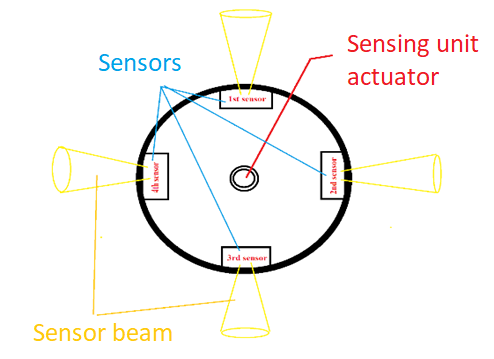 Sensing unit
actuator
Sensors
1st sensor
4th sensor
2nd sensor
3rd sensor
Sensor beam